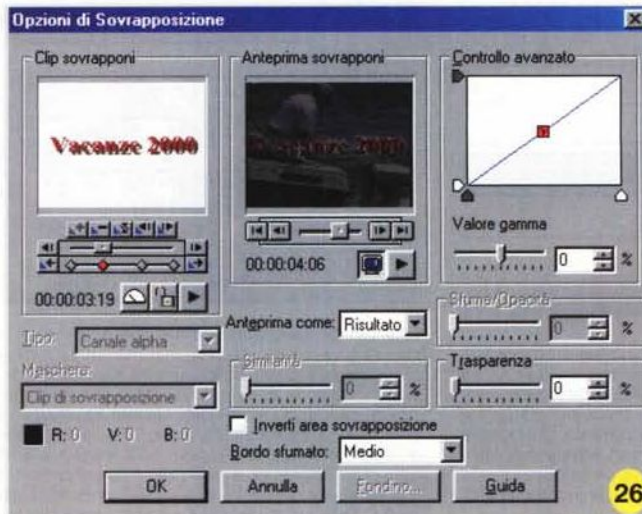 Opzioni di Sovrapposizione
Clip sovrapponi
Vacanze 2000
00:00:03:19
Tipo: Canale alpha
Maschera:
Clip di sovrapposizione
R: 0 V: 0 B: 0
Anteprima sovrapponi
00:00:04:06
Anteprima come: Risultato
Similarità
0 %
Inverti area sovrapposizione
Bordo sfumato: Medio
Controllo avanzato
Valore gamma
0 %
Sfuma/Opacità
0 %
Trasparenza
0 %
OK Annulla Fondino... Guida
26